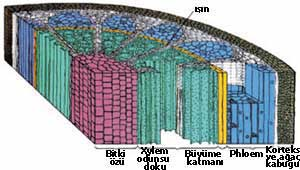 ışın
Bitki
özü
Xylem
odunsu
doku
Büyüme
katmanı
Phloem
Korteks
ve ağaç
kabuğu